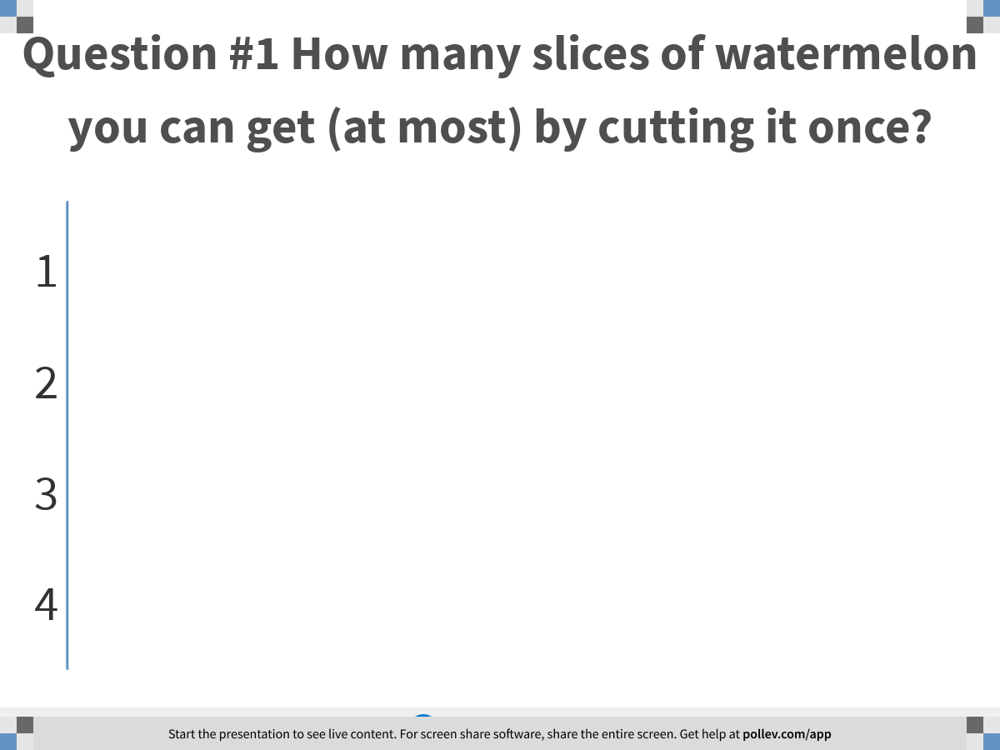 Question #1 How many slices of watermelon
you can get (at most) by cutting it once?
1
2
3
4
Start the presentation to see live content. For screen share software, share the entire screen. Get help at pollev.com/app